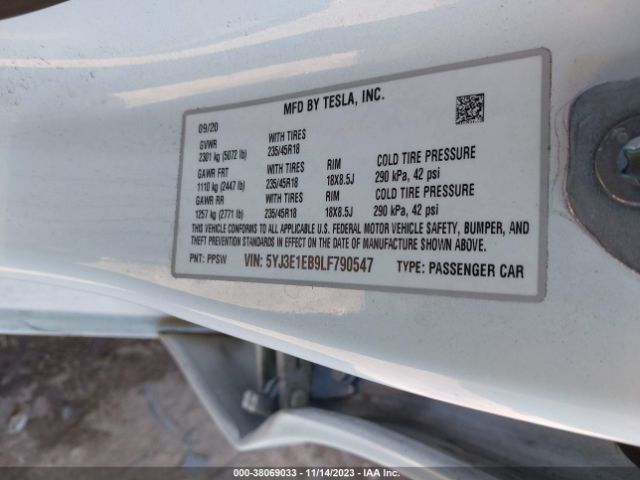 MFD BY TESLA, INC.
09/20
GVWR WITH TIRES
2301 kg (5072 lb) 235/45R18
GAWR FRT WITH TIRES RIM COLD TIRE PRESSURE
1110 kg (2447 lb) 235/45R18 18X8.5J 290 kPa, 42 psi
GAWR RR WITH TIRES RIM COLD TIRE PRESSURE
1257 kg (2771 lb) 235/45R18 18X8.5J 290 kPa, 42 psi
THIS VEHICLE CONFORMS TO ALL APPLICABLE U.S. FEDERAL MOTOR VEHICLE SAFETY, BUMPER, AND
THEFT PREVENTION STANDARDS IN EFFECT ON THE DATE OF MANUFACTURE SHOWN ABOVE.
PNT: PPSW VIN: 5YJ3E1EB9LF790547 TYPE: PASSENGER CAR
000-38069033 - 11/14/2023 - IAA Inc.